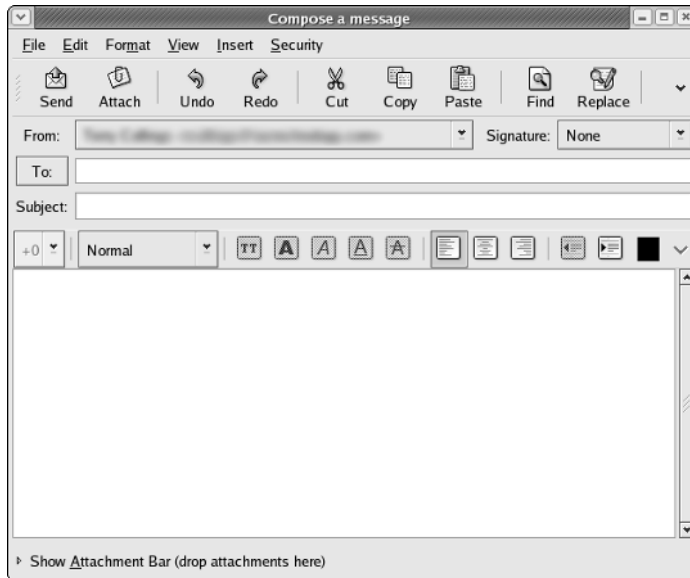 Compose a message
File Edit Format View Insert Security
Send Attach Undo Redo Cut Copy Paste Find Replace
From: Signature: None
To:
Subject:
+0 Normal TT A A A A
Show Attachment Bar (drop attachments here)